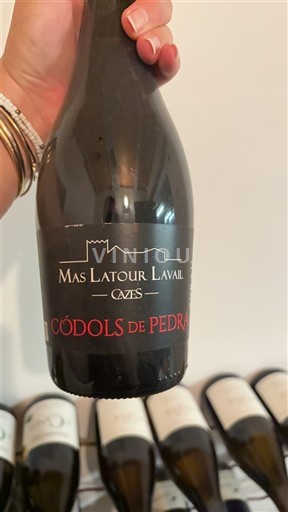 VINIOU
MAS LATOUR LAVAIL
— CAZES —
CÓDOLS DE PEDRA